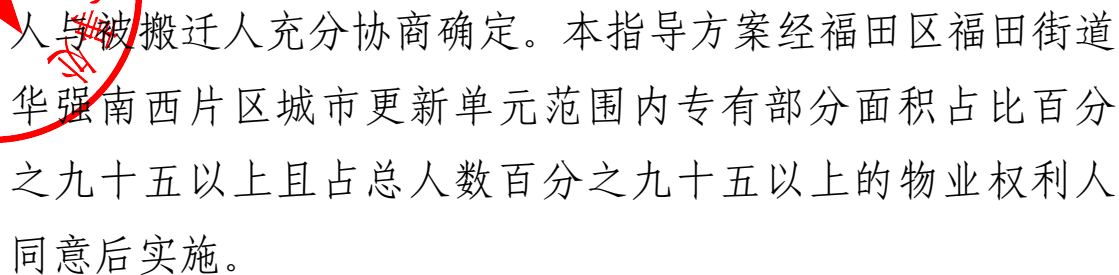 人与被搬迁人充分协商确定。本指导方案经福田区福田街道
华强南西片区城市更新单元范围内专有部分面积占比百分
之九十五以上且占总人数百分之九十五以上的物业权利人
同意后实施。